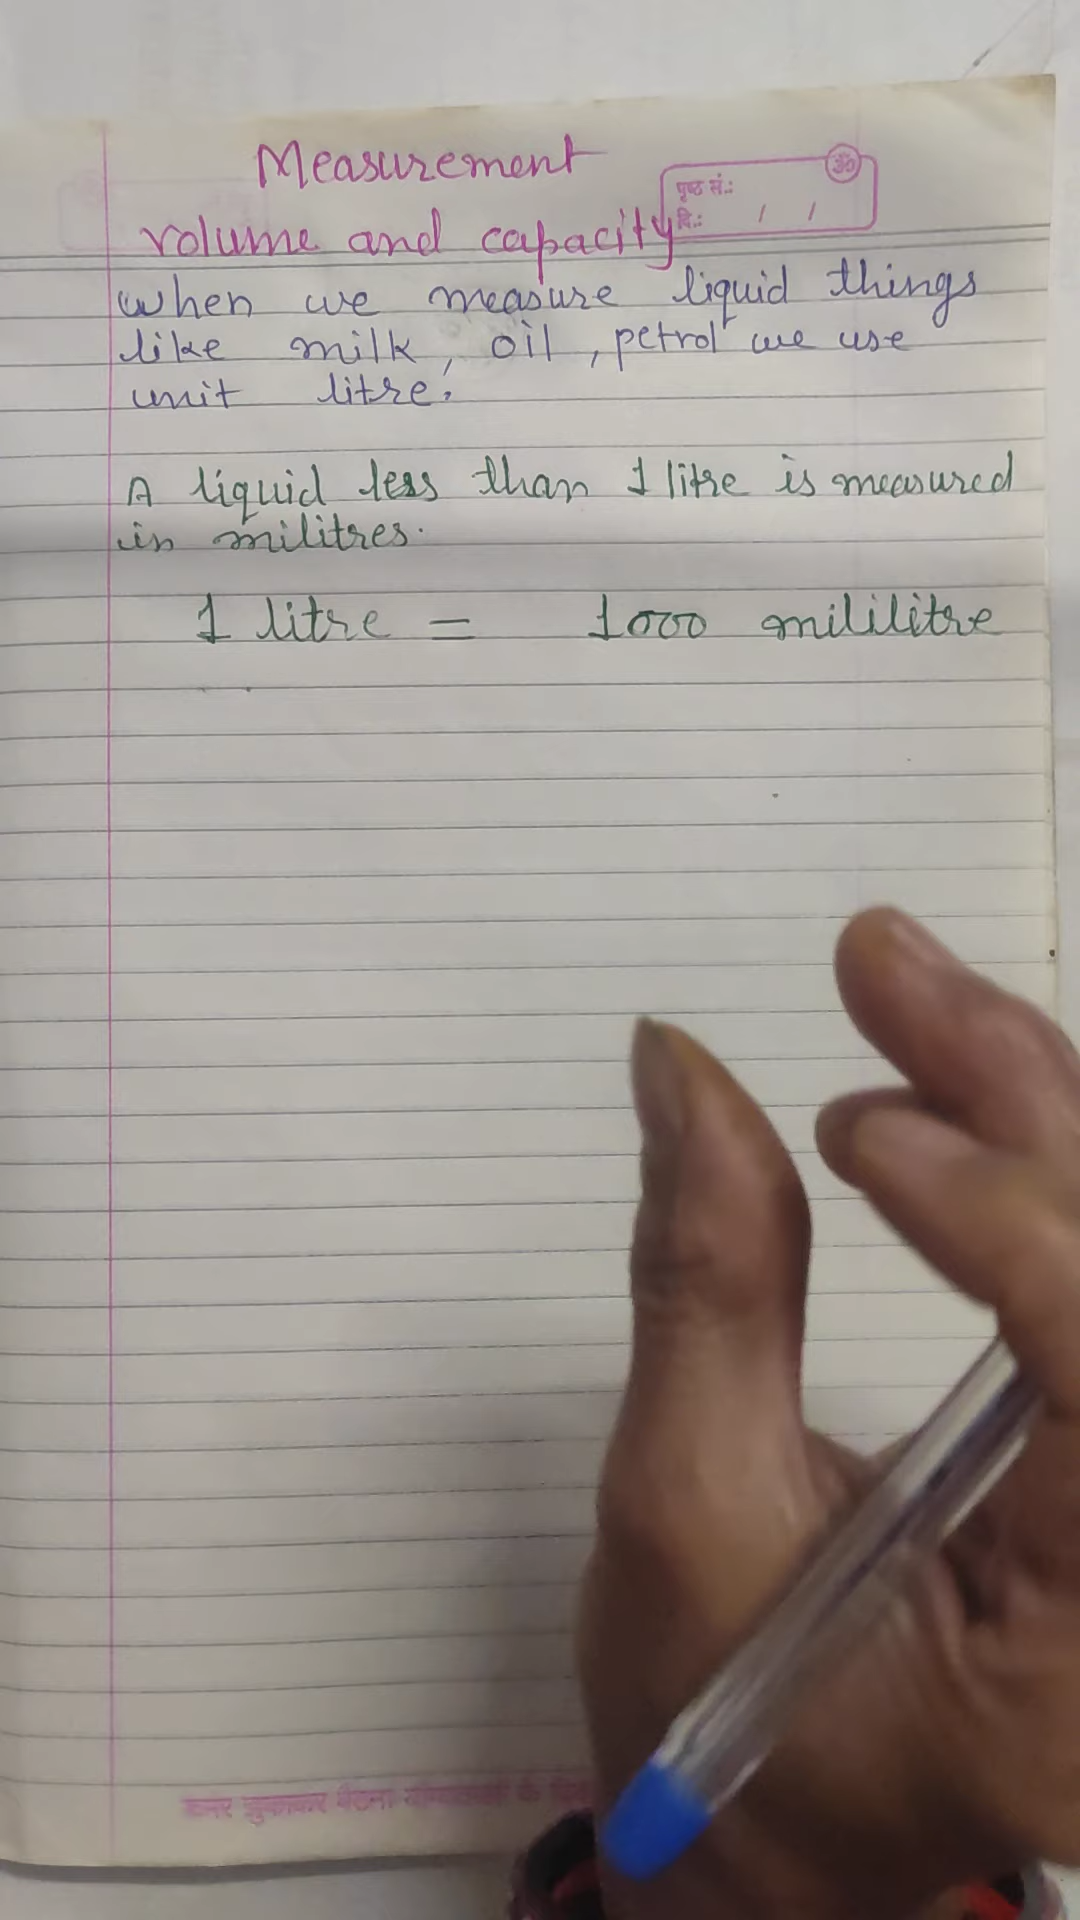 Measurement
पृष्ठ सं.:
volume and capacity
दि.: / /
when we measure liquid things
like milk, oil, petrol we use
unit litre.
A liquid less than 1 litre is measured
in militres.
1 litre = 1000 mililitre